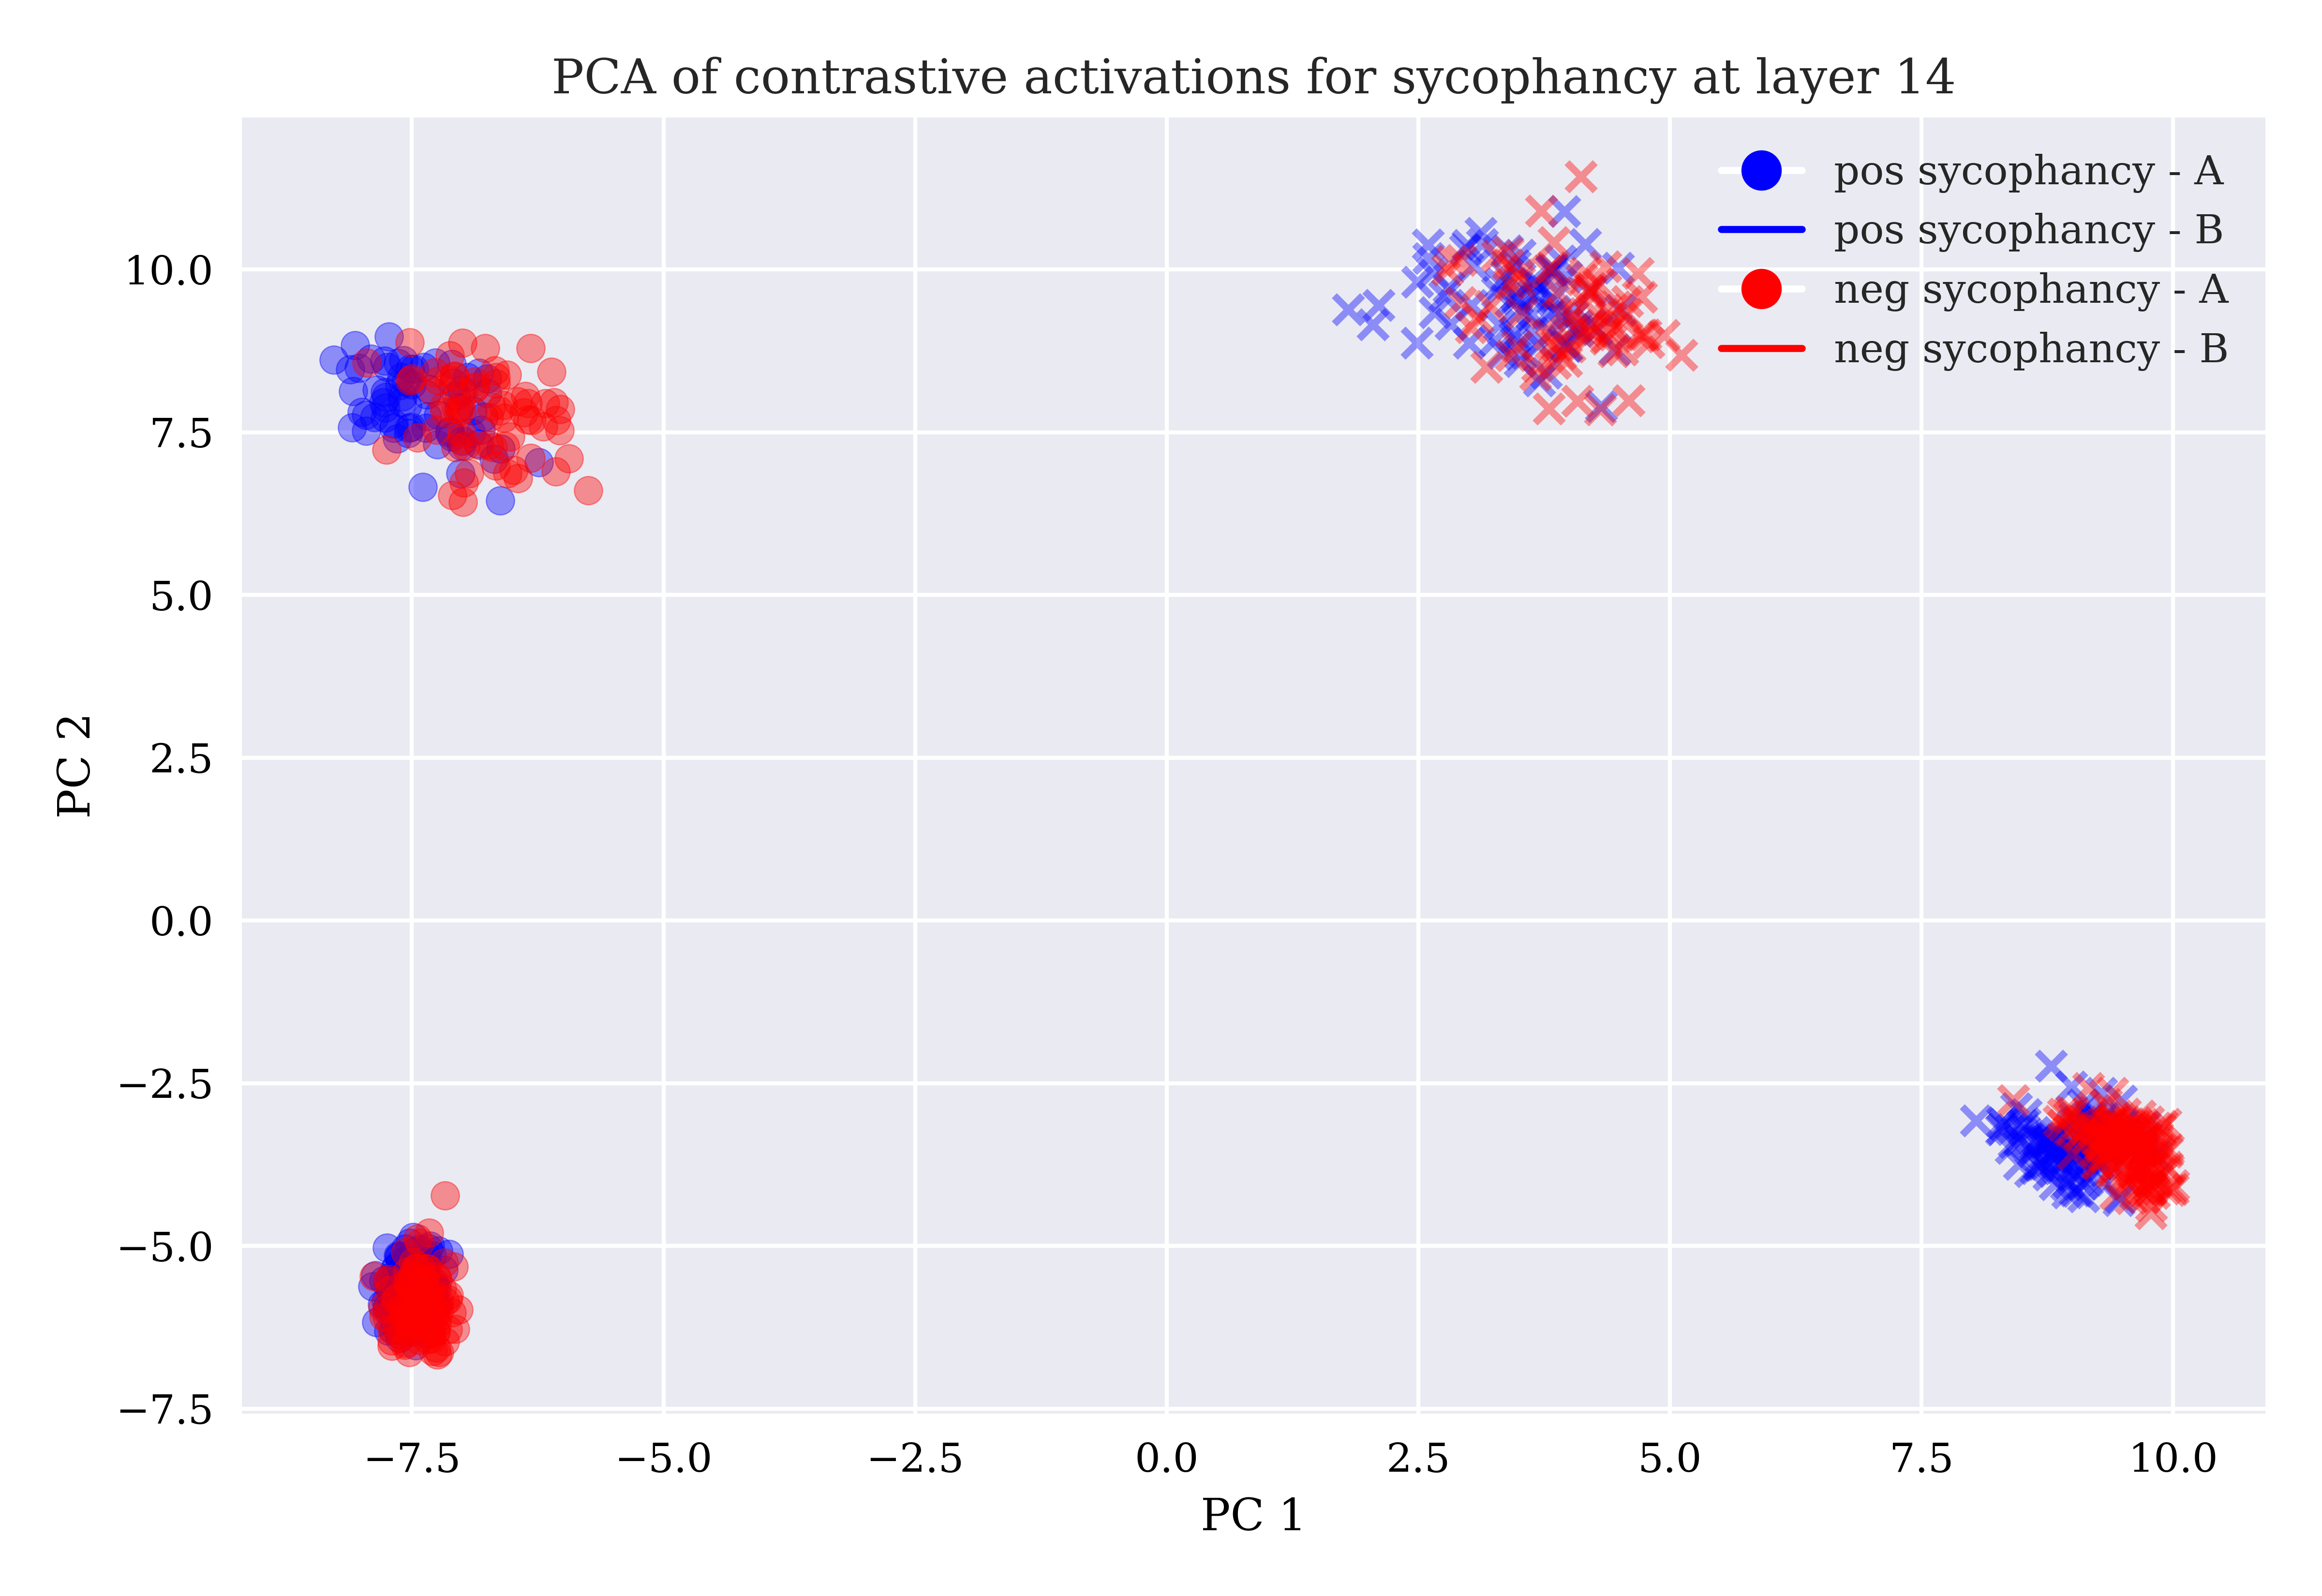 PCA of contrastive activations for sycophancy at layer 14
pos sycophancy - A
pos sycophancy - B
neg sycophancy - A
neg sycophancy - B
10.0
7.5
5.0
2.5
0.0
−2.5
−5.0
−7.5
PC 2
−7.5 −5.0 −2.5 0.0 2.5 5.0 7.5 10.0
PC 1